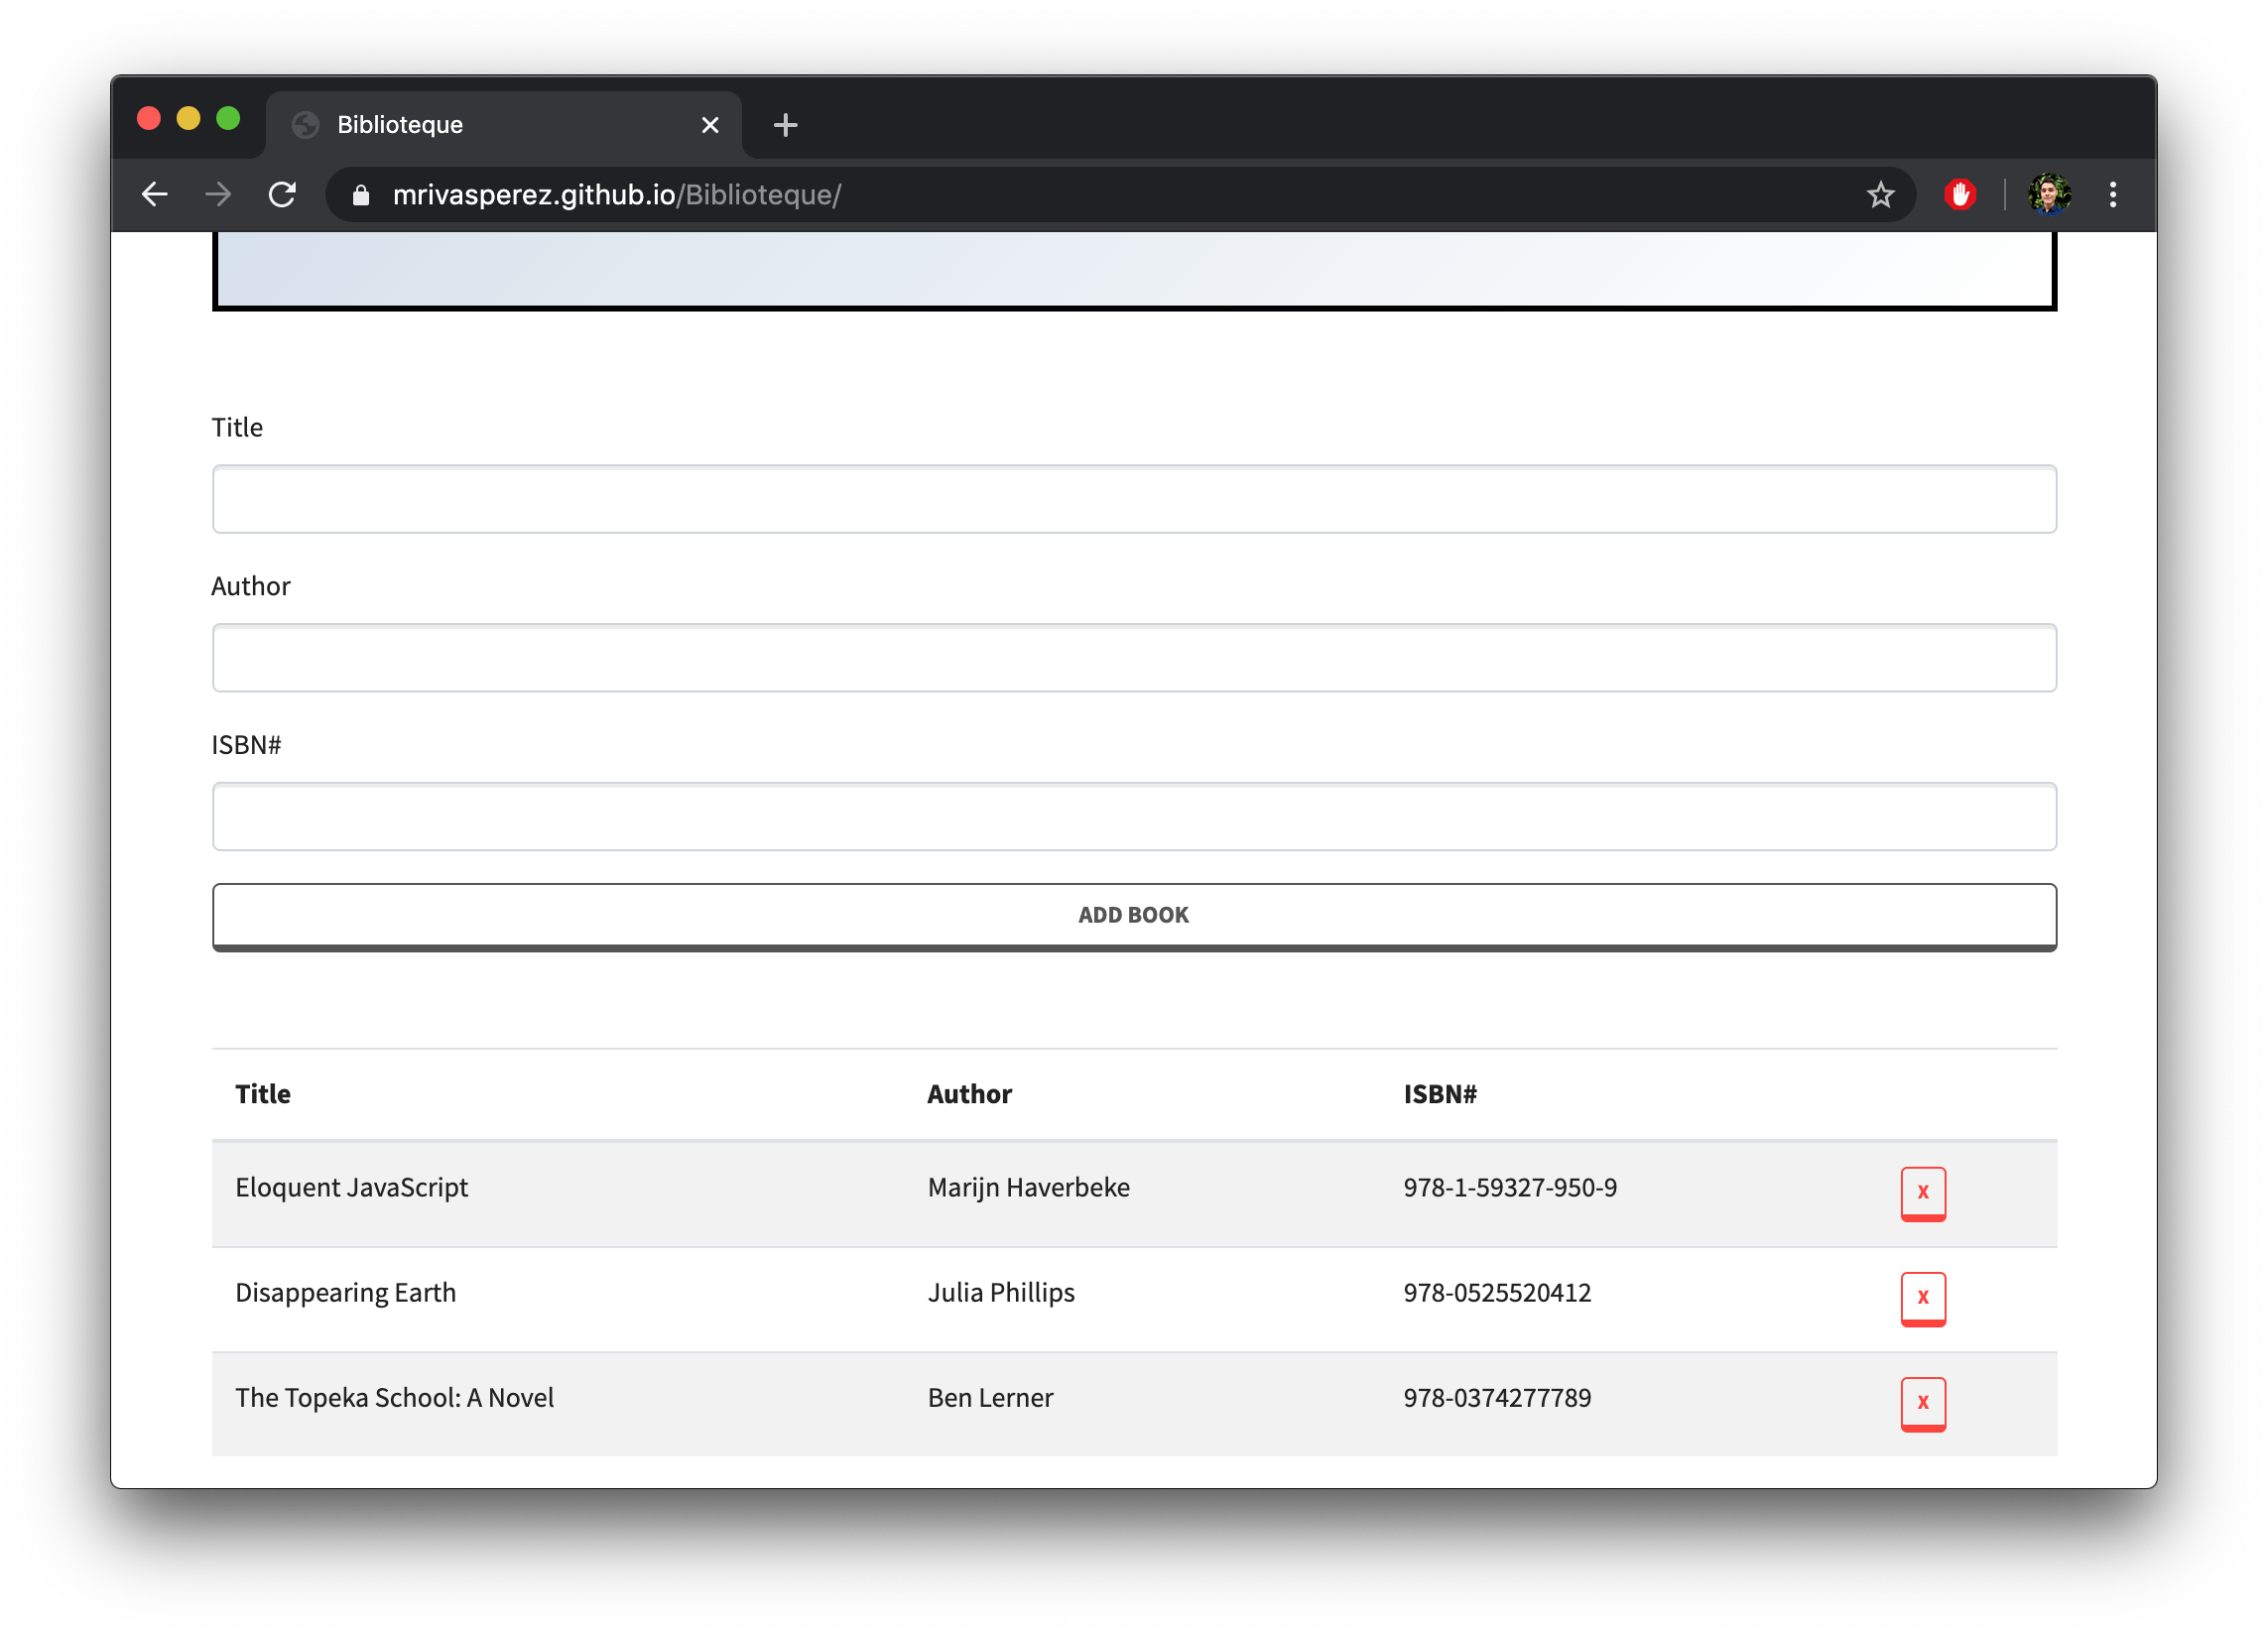 Biblioteque
mrivasperez.github.io/Biblioteque/
Title
Author
ISBN#
ADD BOOK
Title Author ISBN#
Eloquent JavaScript Marijn Haverbeke 978-1-59327-950-9 x
Disappearing Earth Julia Phillips 978-0525520412 x
The Topeka School: A Novel Ben Lerner 978-0374277789 x